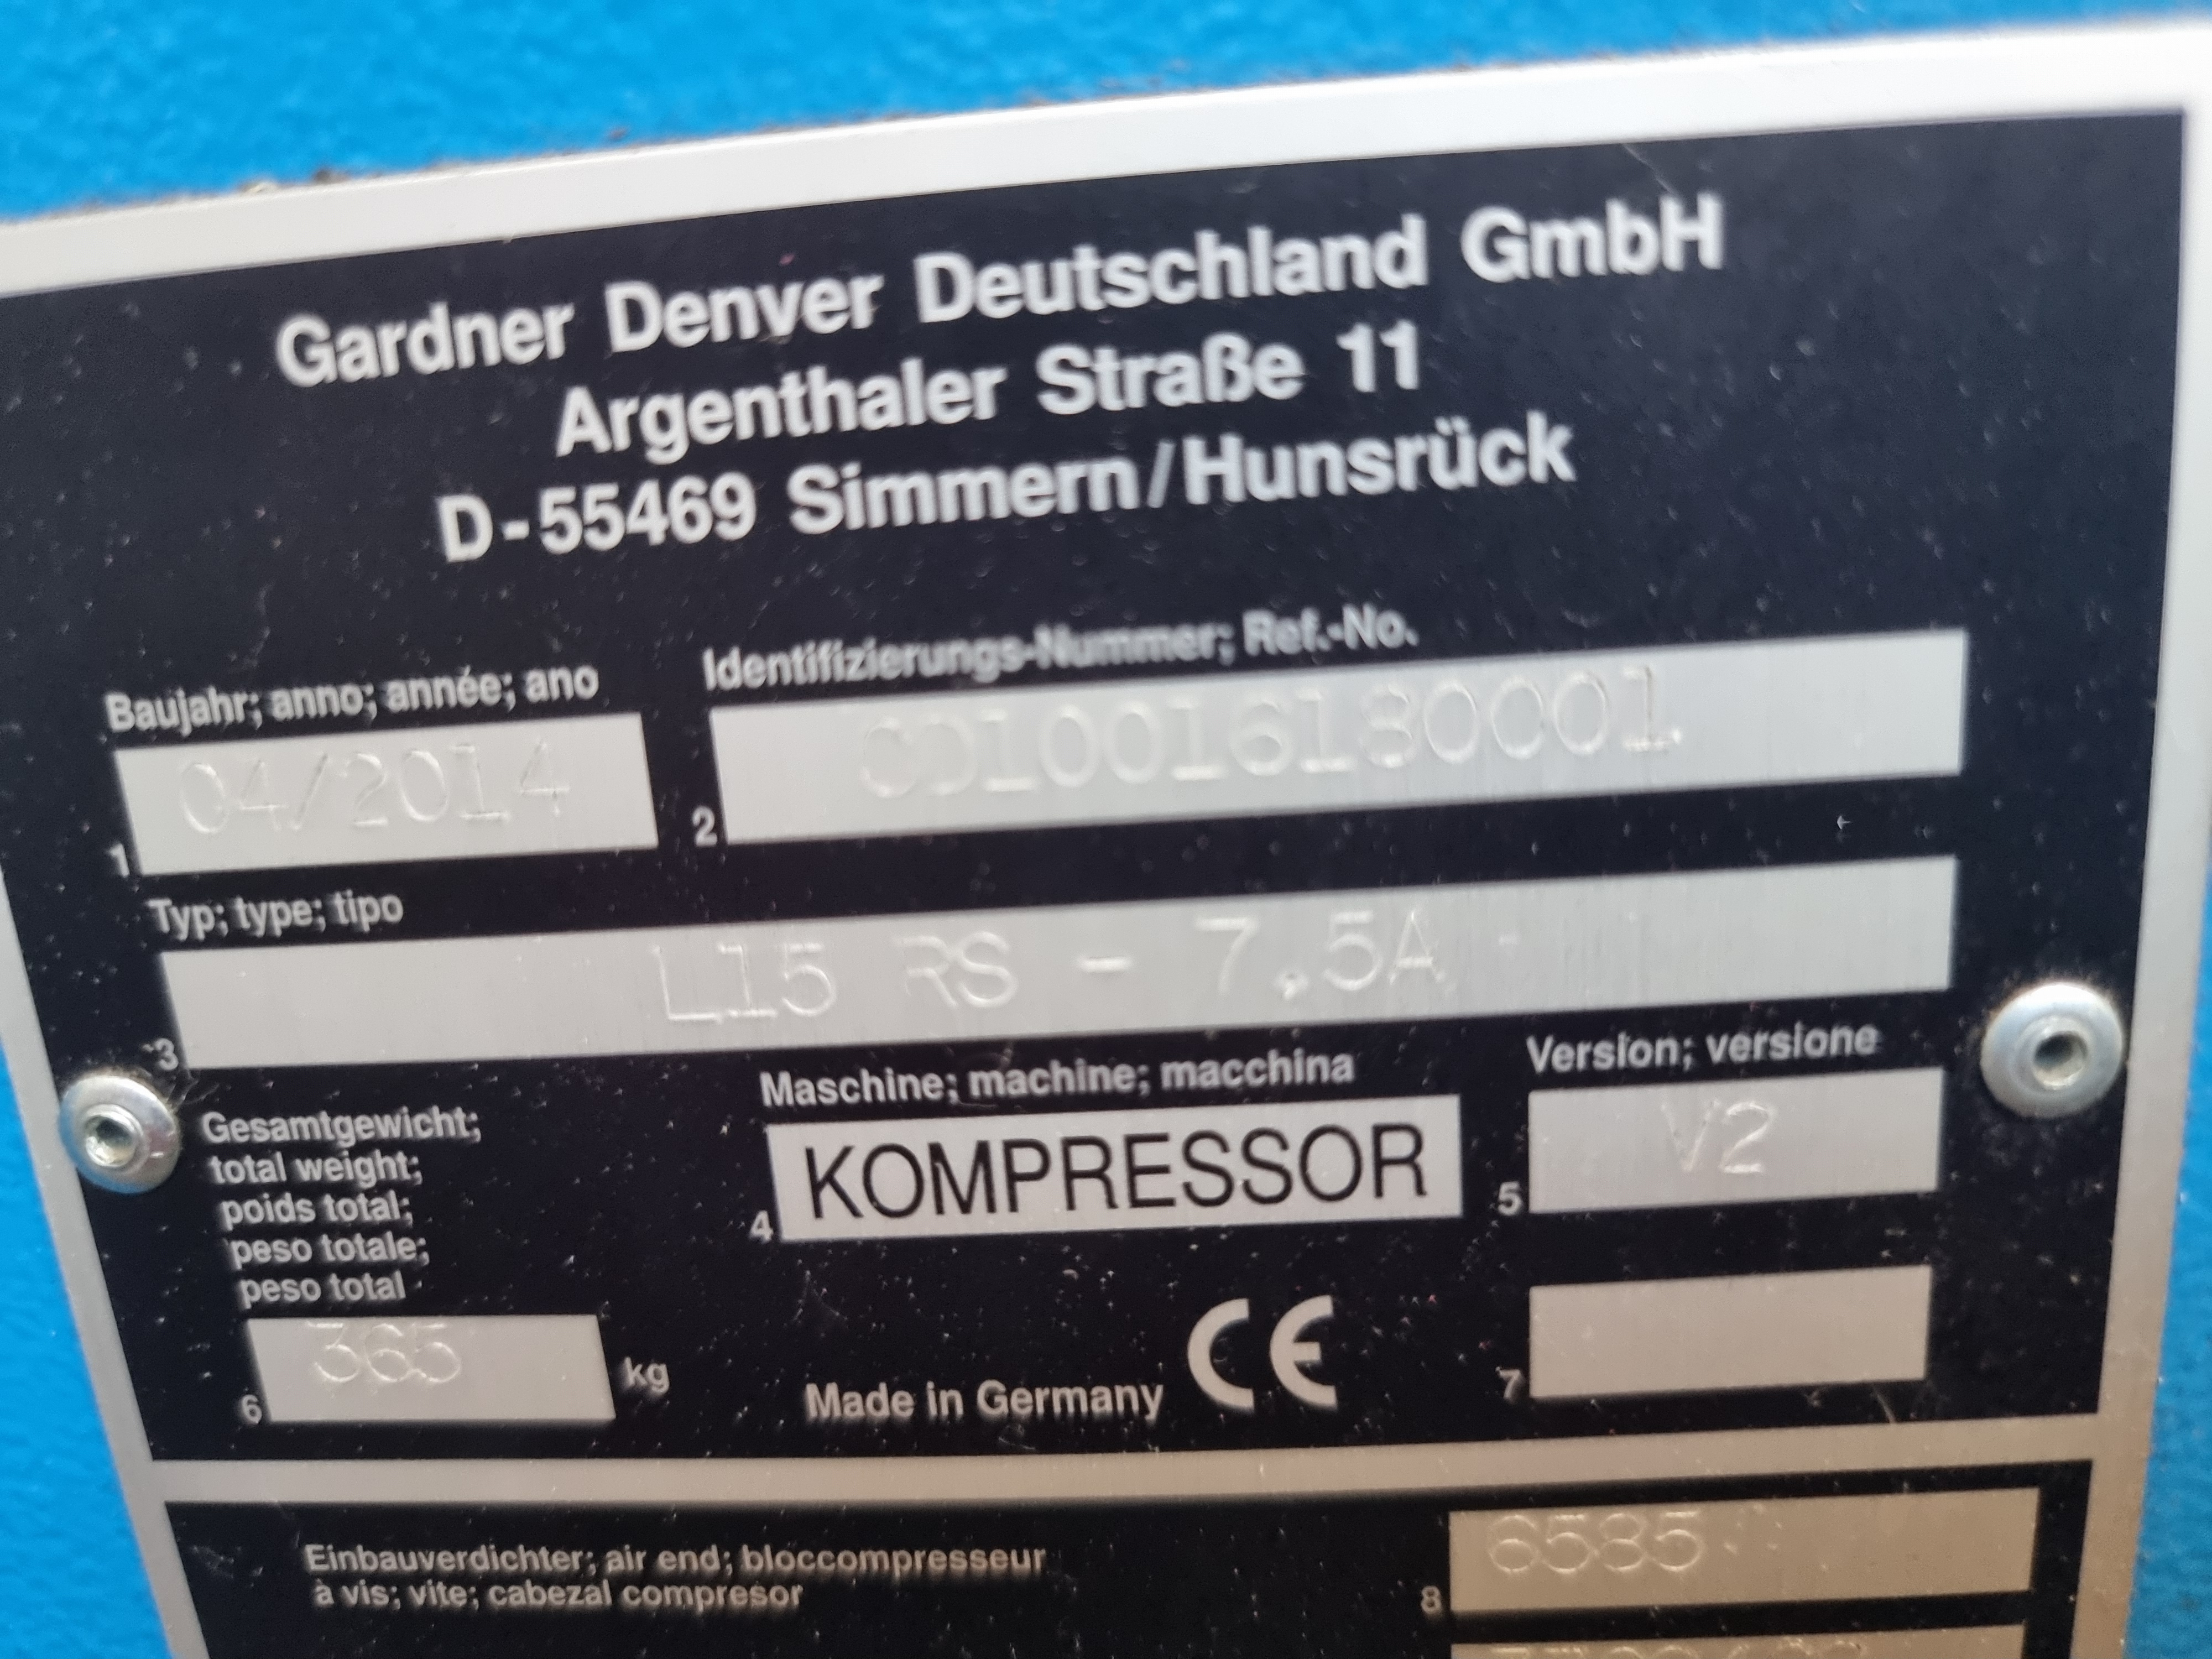 Gardner Denver Deutschland GmbH
Argenthaler Straße 11
D-55469 Simmern/Hunsrück
Baujahr; anno; année; ano
Identifizierungs-Nummer; Ref.-No.
1 04/2014
2 CD10016180001
Typ; type; tipo
3 L15 RS - 7.5A
Gesamtgewicht;
total weight;
poids total;
peso totale;
peso total
6 365 kg
Maschine; machine; macchina
4 KOMPRESSOR
Version; versione
5 V2
Made in Germany CE
7
Einbauverdichter; air end; bloccompresseur
à vis; vite; cabezal compresor
8 6585